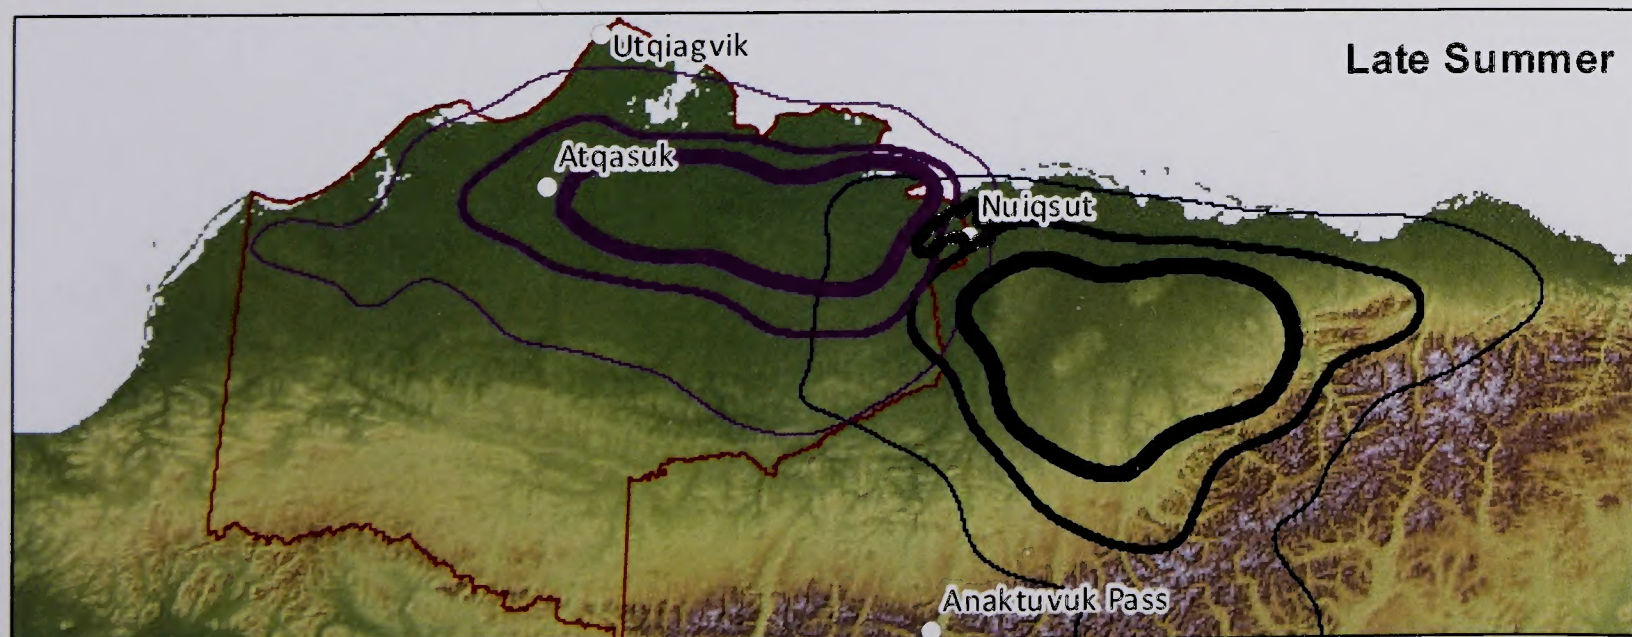 Utqiagvik
Late Summer
Atqasuk
Nuiqsut
Anaktuvuk Pass